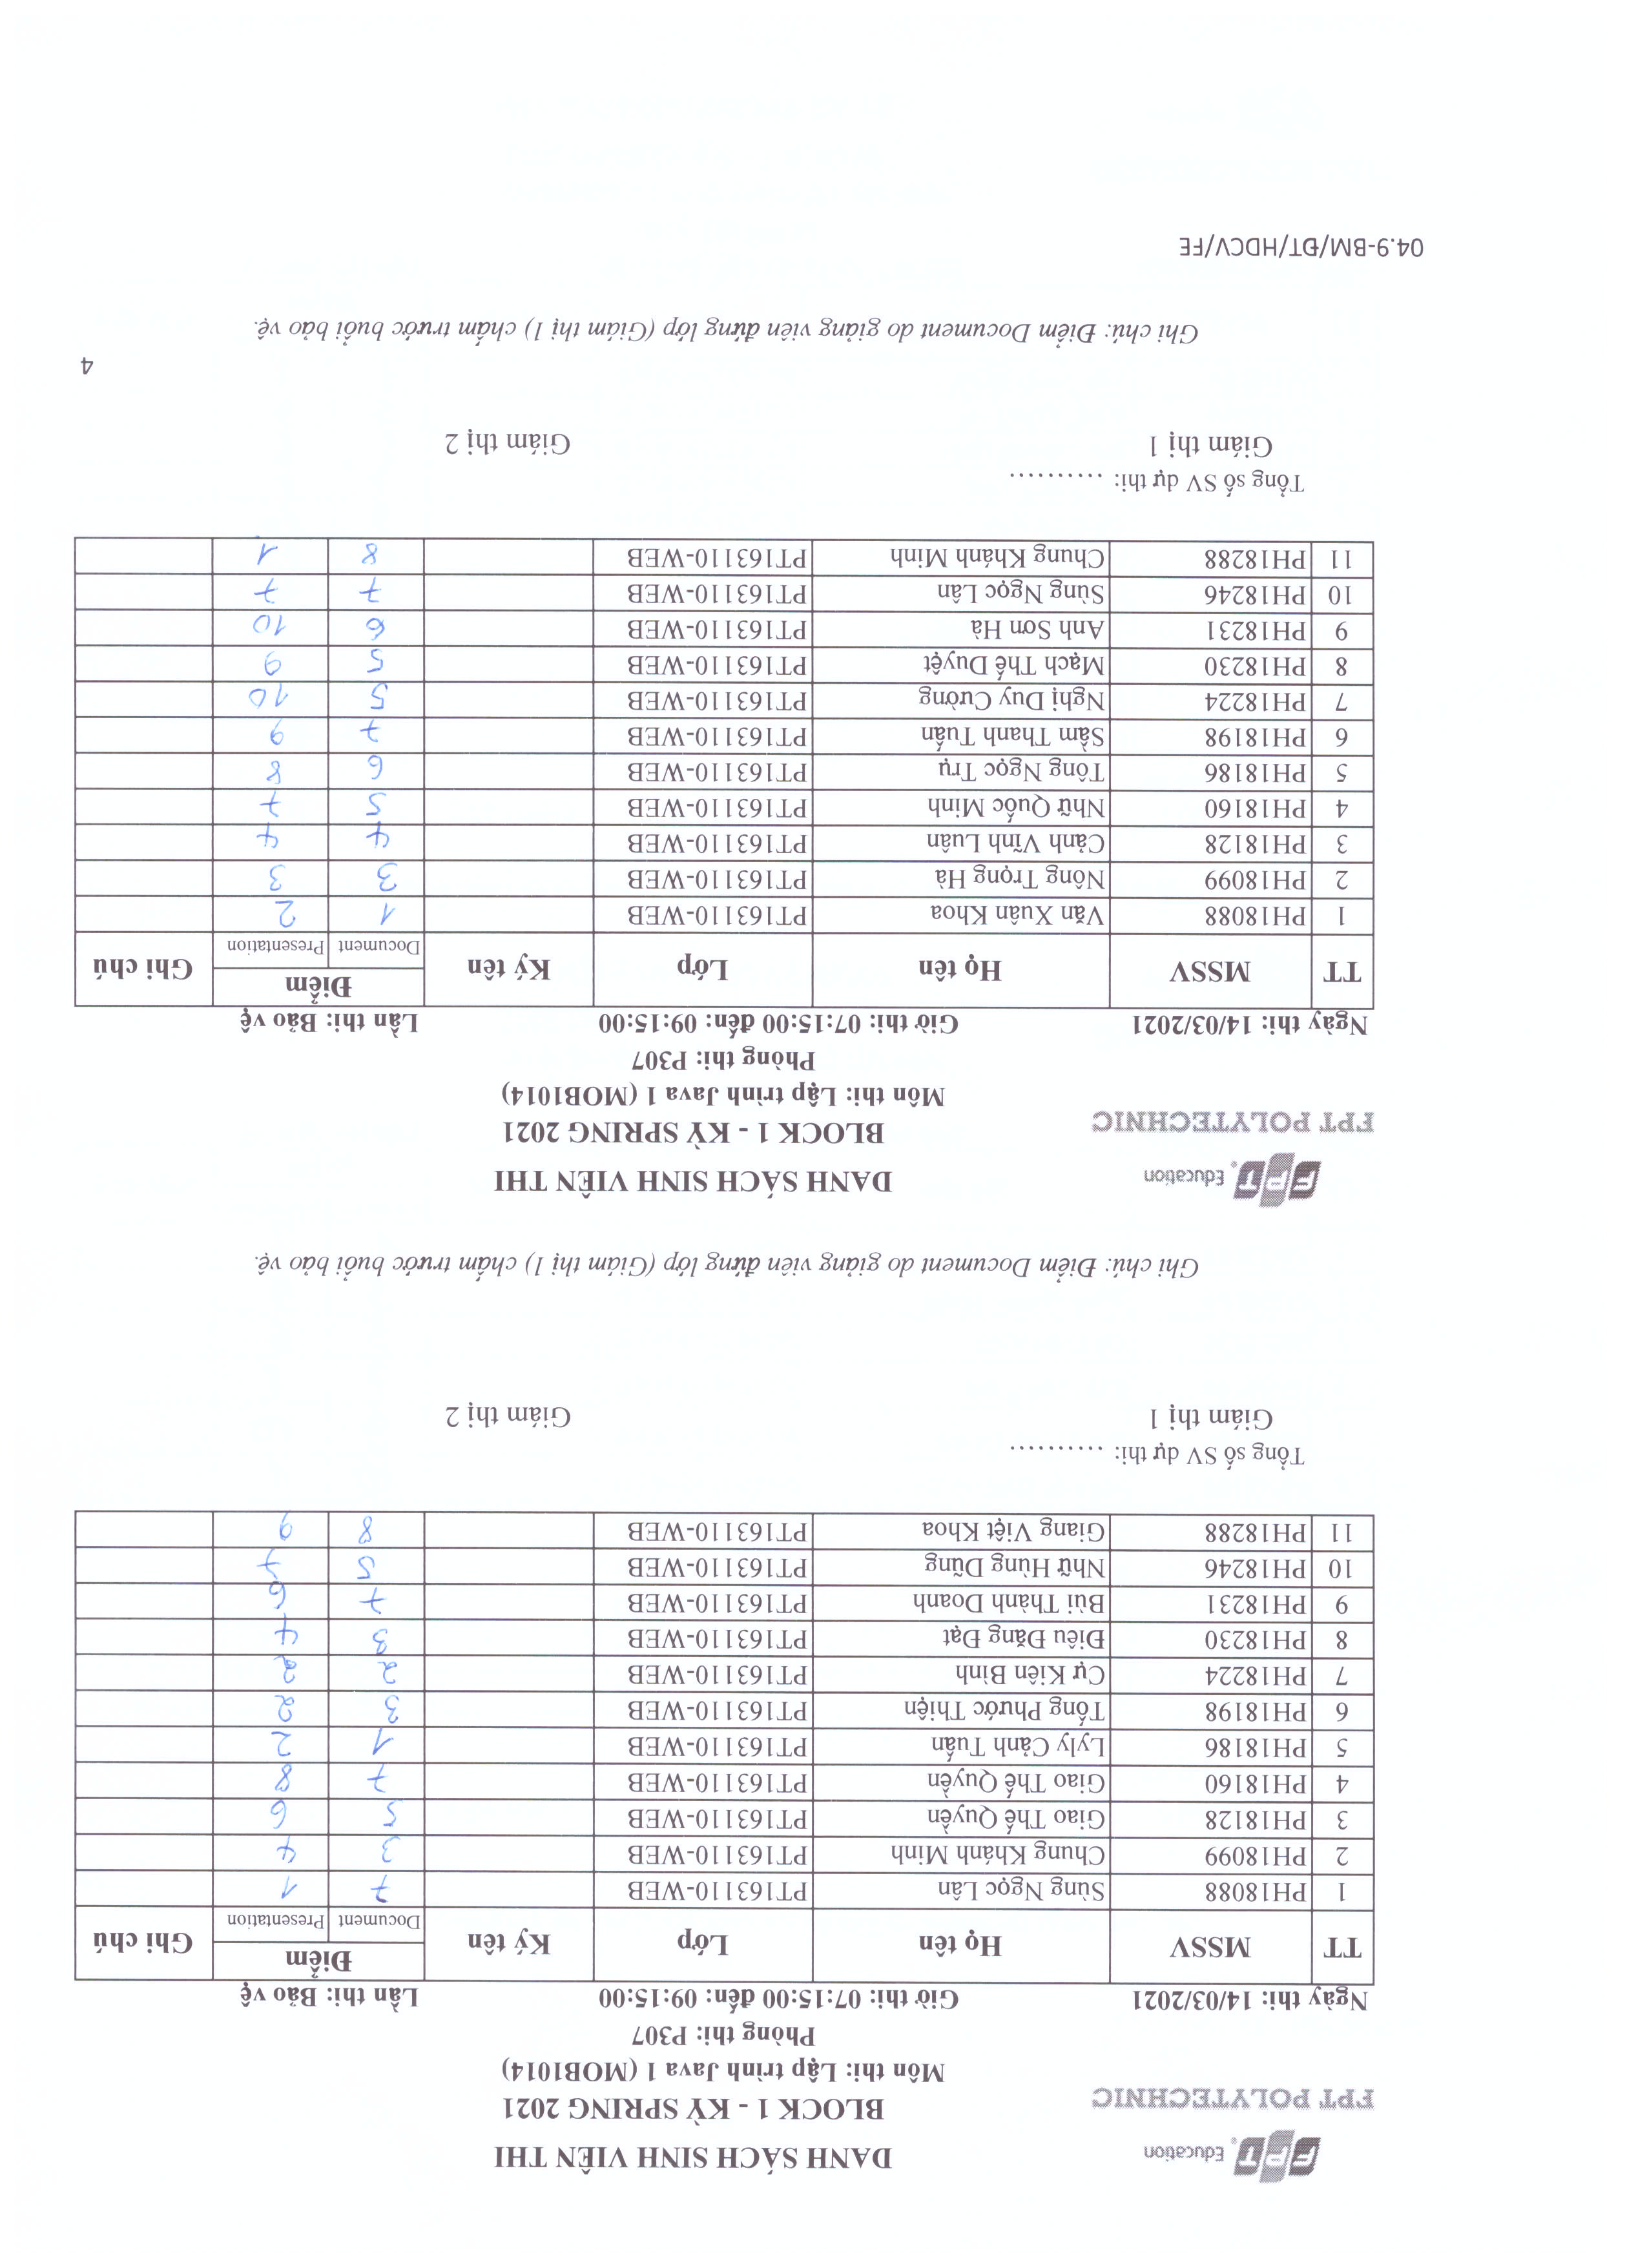 FPT Education
FPT POLYTECHNIC
DANH SÁCH SINH VIÊN THI
BLOCK 1 - KỲ SPRING 2021
Môn thi: Lập trình Java 1 (MOB1014)
Phòng thi: P307
Ngày thi: 14/03/2021 Giờ thi: 07:15:00 đến: 09:15:00 Lần thi: Bảo vệ
TT MSSV Họ tên Lớp Ký tên Điểm Ghi chú
Document Presentation
1 PH18088 Sùng Ngọc Lân PT163110-WEB 7 1
2 PH18099 Chung Khánh Minh PT163110-WEB 3 4
3 PH18128 Giao Thế Quyền PT163110-WEB 5 6
4 PH18160 Giao Thế Quyền PT163110-WEB 7 8
5 PH18186 Lyly Cảnh Tuấn PT163110-WEB 1 2
6 PH18198 Tống Phước Thiện PT163110-WEB 3 2
7 PH18224 Cự Kiên Bình PT163110-WEB 2 2
8 PH18230 Điêu Đăng Đạt PT163110-WEB 3 4
9 PH18231 Bùi Thành Doanh PT163110-WEB 7 6
10 PH18246 Nhữ Hùng Dũng PT163110-WEB 5 7
11 PH18288 Giang Việt Khoa PT163110-WEB 8 9
Tổng số SV dự thi: ..........
Giám thị 1 Giám thị 2
Ghi chú: Điểm Document do giảng viên đứng lớp (Giám thị 1) chấm trước buổi bảo vệ.
FPT Education
FPT POLYTECHNIC
DANH SÁCH SINH VIÊN THI
BLOCK 1 - KỲ SPRING 2021
Môn thi: Lập trình Java 1 (MOB1014)
Phòng thi: P307
Ngày thi: 14/03/2021 Giờ thi: 07:15:00 đến: 09:15:00 Lần thi: Bảo vệ
TT MSSV Họ tên Lớp Ký tên Điểm Ghi chú
Document Presentation
1 PH18088 Văn Xuân Khoa PT163110-WEB 1 2
2 PH18099 Nông Trọng Hà PT163110-WEB 3 3
3 PH18128 Cảnh Vĩnh Luân PT163110-WEB 4 4
4 PH18160 Nhữ Quốc Minh PT163110-WEB 5 7
5 PH18186 Tông Ngọc Trụ PT163110-WEB 6 8
6 PH18198 Sầm Thanh Tuấn PT163110-WEB 7 9
7 PH18224 Nghị Duy Cường PT163110-WEB 5 10
8 PH18230 Mạch Thế Duyệt PT163110-WEB 5 9
9 PH18231 Anh Sơn Hà PT163110-WEB 6 10
10 PH18246 Sùng Ngọc Lân PT163110-WEB 7 7
11 PH18288 Chung Khánh Minh PT163110-WEB 8 1
Tổng số SV dự thi: ..........
Giám thị 1 Giám thị 2
4
Ghi chú: Điểm Document do giảng viên đứng lớp (Giám thị 1) chấm trước buổi bảo vệ.
04.9-BM/ĐT/HDCV/FE